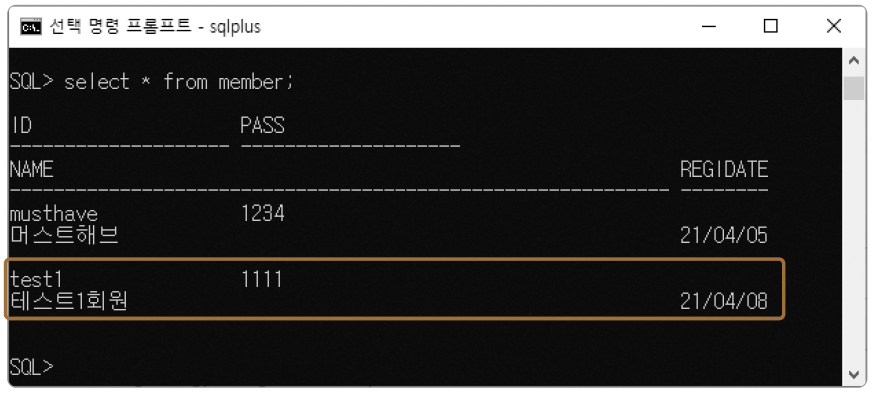 선택 명령 프롬프트 - sqlplus
SQL> select * from member;
ID PASS
-------------------- --------------------
NAME REGIDATE
------------------------------------------------------------ --------
musthave 1234
머스트해브 21/04/05
test1 1111
테스트1회원 21/04/08
SQL>